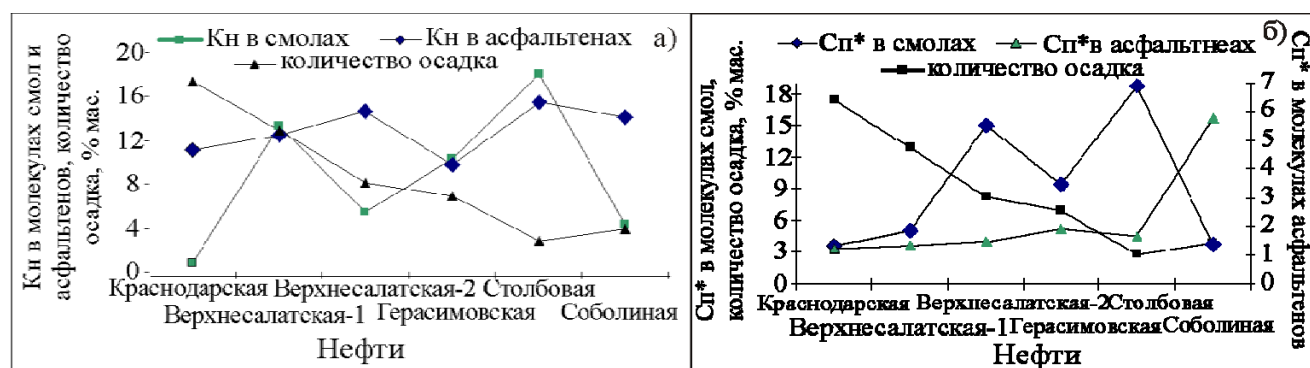 Кн в смолах
Кн в асфальтенах
а)
количество осадка
20
16
12
8
4
0
Кн в молекулах смол и
асфальтенов, количество
осадка, % мас.
Краснодарская
Верхнесалатская-1
Верхнесалатская-2
Герасимовская
Столбовая
Соболиная
Нефти
Сп* в смолах
Сп*в асфальтнеах
б)
количество осадка
18
15
12
9
6
3
0
7
6
5
4
3
2
1
0
Сп* в молекулах смол,
количество осадка, % мас.
Сп* в молекулах асфальтенов
Краснодарская
Верхнесалатская-1
Верхпесалатская-2
Герасимовская
Столбовая
Соболиная
Нефти